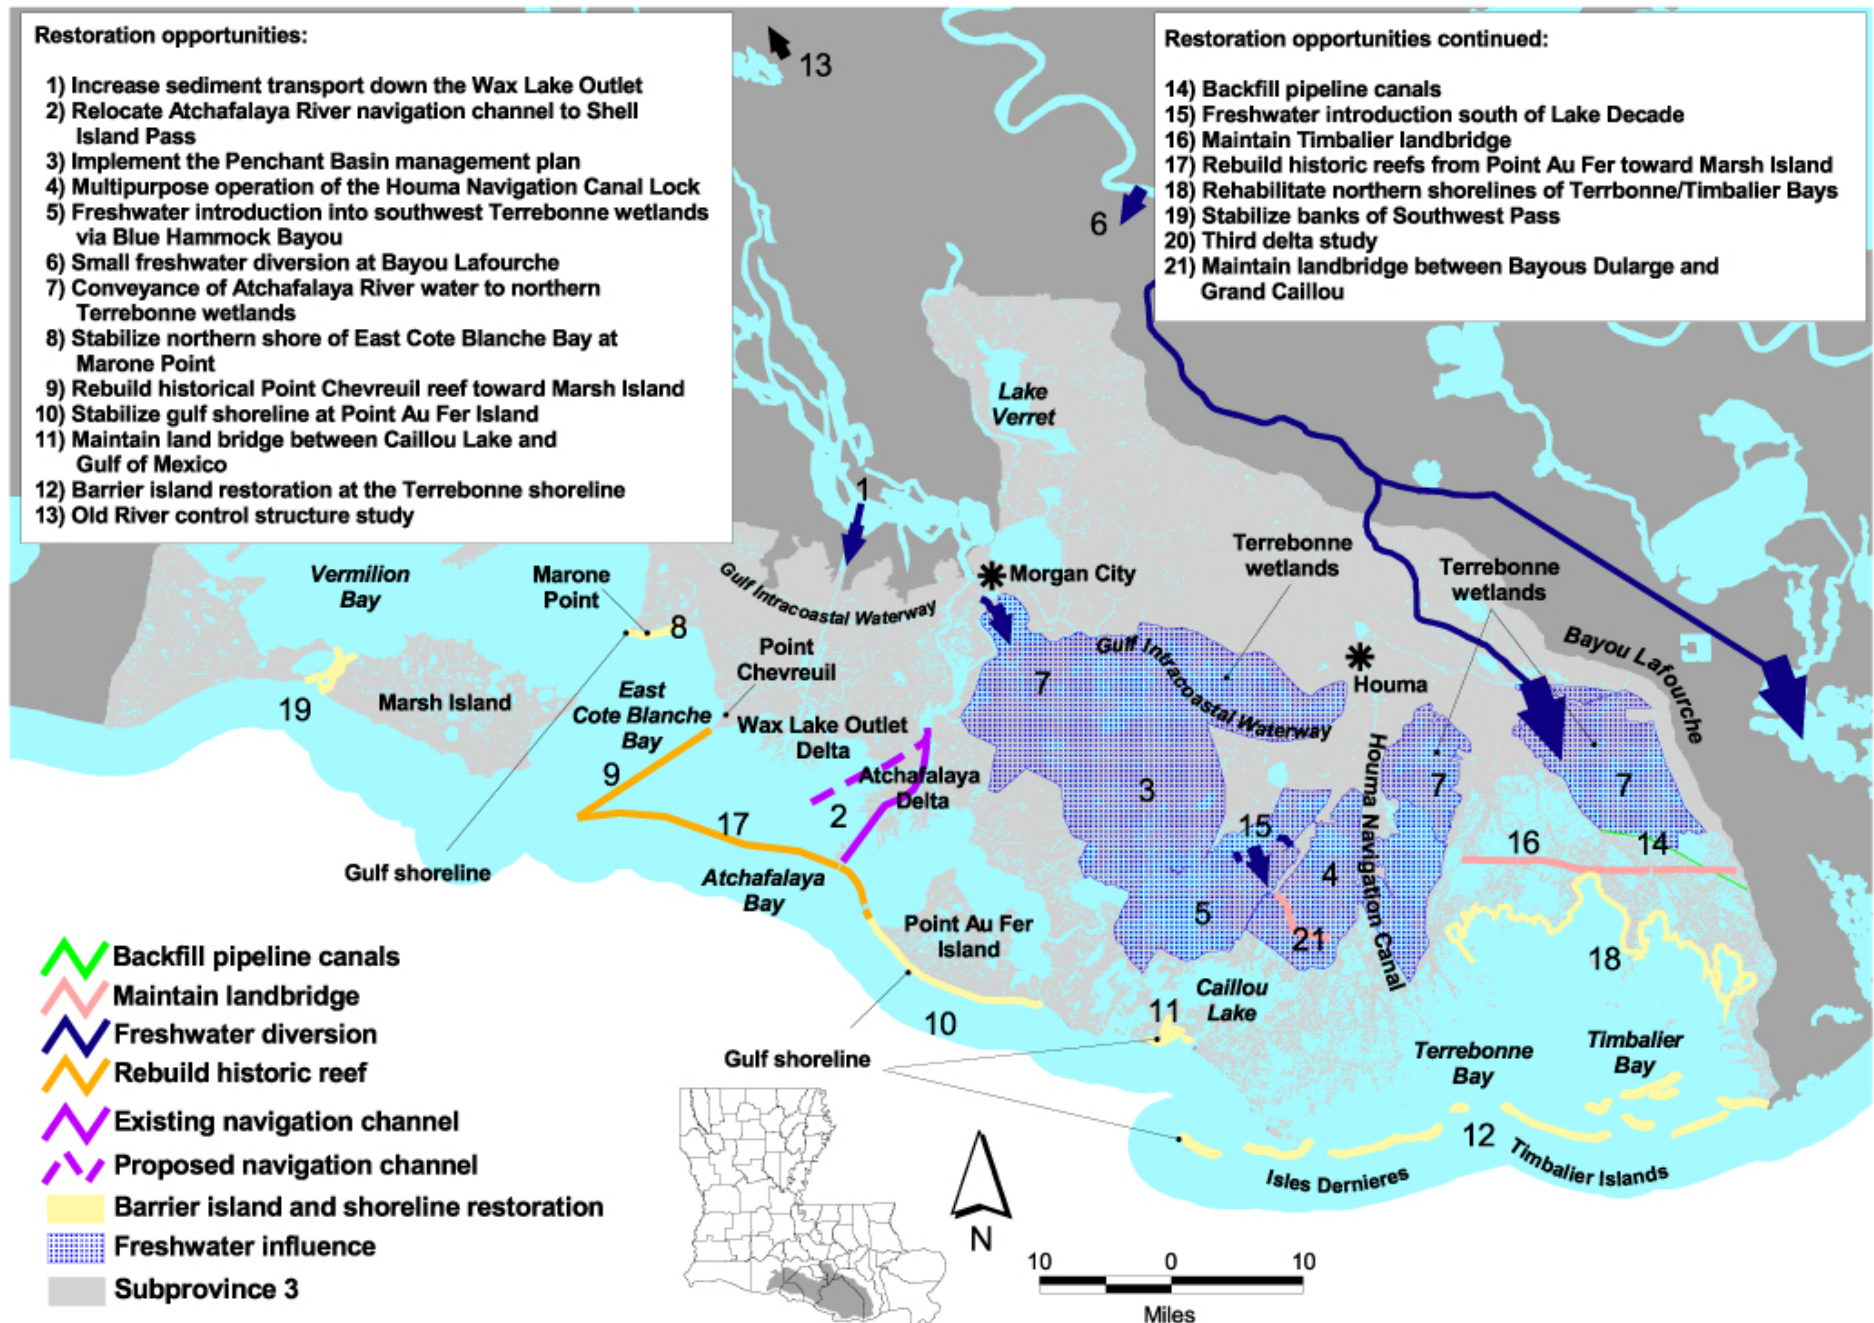 Restoration opportunities:
1) Increase sediment transport down the Wax Lake Outlet
2) Relocate Atchafalaya River navigation channel to Shell
Island Pass
3) Implement the Penchant Basin management plan
4) Multipurpose operation of the Houma Navigation Canal Lock
5) Freshwater introduction into southwest Terrebonne wetlands
via Blue Hammock Bayou
6) Small freshwater diversion at Bayou Lafourche
7) Conveyance of Atchafalaya River water to northern
Terrebonne wetlands
8) Stabilize northern shore of East Cote Blanche Bay at
Marone Point
9) Rebuild historical Point Chevreuil reef toward Marsh Island
10) Stabilize gulf shoreline at Point Au Fer Island
11) Maintain land bridge between Caillou Lake and
Gulf of Mexico
12) Barrier island restoration at the Terrebonne shoreline
13) Old River control structure study
Restoration opportunities continued:
14) Backfill pipeline canals
15) Freshwater introduction south of Lake Decade
16) Maintain Timbalier landbridge
17) Rebuild historic reefs from Point Au Fer toward Marsh Island
18) Rehabilitate northern shorelines of Terrbonne/Timbalier Bays
19) Stabilize banks of Southwest Pass
20) Third delta study
21) Maintain landbridge between Bayous Dularge and
Grand Caillou
13
6
Lake
Verret
1
Terrebonne
wetlands
Terrebonne
wetlands
Vermilion
Bay
Marone
Point
Gulf Intracoastal Waterway
Morgan City
8
Point
Chevreuil
Gulf Intracoastal Waterway
Houma
Bayou Lafourche
7
19
Marsh Island
East
Cote Blanche
Bay
Wax Lake Outlet
Delta
Atchafalaya
Delta
Houma Navigation Canal
9
2
3
7
7
17
15
16
14
Gulf shoreline
Atchafalaya
Bay
4
5
21
Point Au Fer
Island
18
10
11
Caillou
Lake
Gulf shoreline
Terrebonne
Bay
Timbalier
Bay
12
Isles Dernieres
Timbalier Islands
Backfill pipeline canals
Maintain landbridge
Freshwater diversion
Rebuild historic reef
Existing navigation channel
Proposed navigation channel
Barrier island and shoreline restoration
Freshwater influence
Subprovince 3
N
10 0 10
Miles